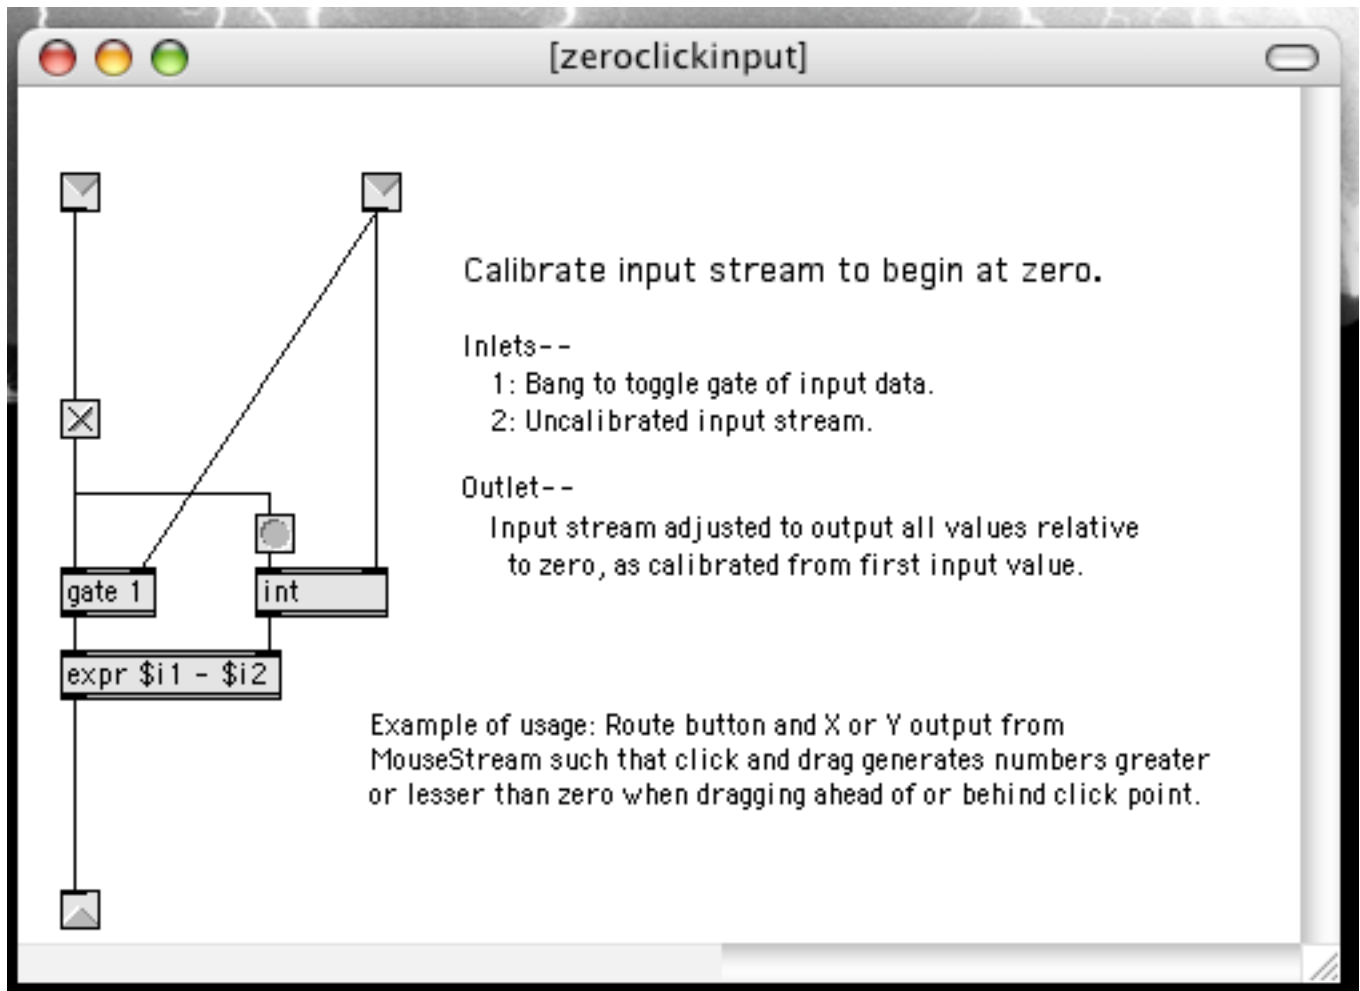 [zeroclickinput]
Calibrate input stream to begin at zero.
Inlets--
1: Bang to toggle gate of input data.
2: Uncalibrated input stream.
Outlet--
Input stream adjusted to output all values relative
to zero, as calibrated from first input value.
gate 1
int
expr $i1 - $i2
Example of usage: Route button and X or Y output from
MouseStream such that click and drag generates numbers greater
or lesser than zero when dragging ahead of or behind click point.